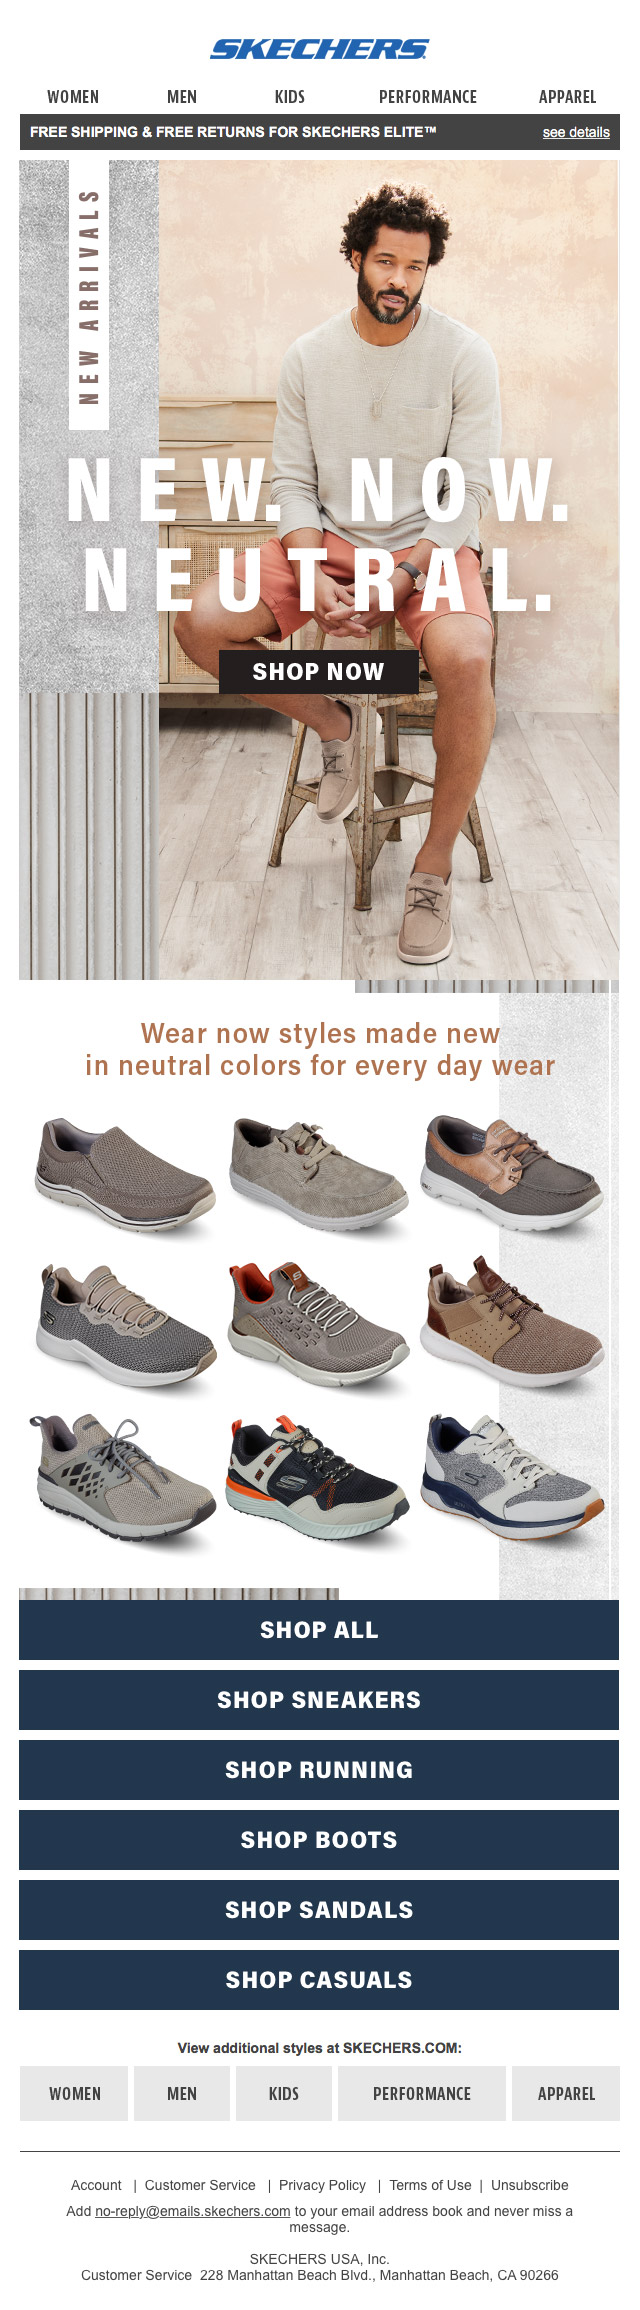 SKECHERS
WOMEN MEN KIDS PERFORMANCE APPAREL
FREE SHIPPING & FREE RETURNS FOR SKECHERS ELITE™ see details
NEW ARRIVALS
NEW. NOW.
NEUTRAL.
SHOP NOW
Wear now styles made new
in neutral colors for every day wear
SHOP ALL
SHOP SNEAKERS
SHOP RUNNING
SHOP BOOTS
SHOP SANDALS
SHOP CASUALS
View additional styles at SKECHERS.COM:
WOMEN MEN KIDS PERFORMANCE APPAREL
Account | Customer Service | Privacy Policy | Terms of Use | Unsubscribe
Add no-reply@emails.skechers.com to your email address book and never miss a
message.
SKECHERS USA, Inc.
Customer Service 228 Manhattan Beach Blvd., Manhattan Beach, CA 90266